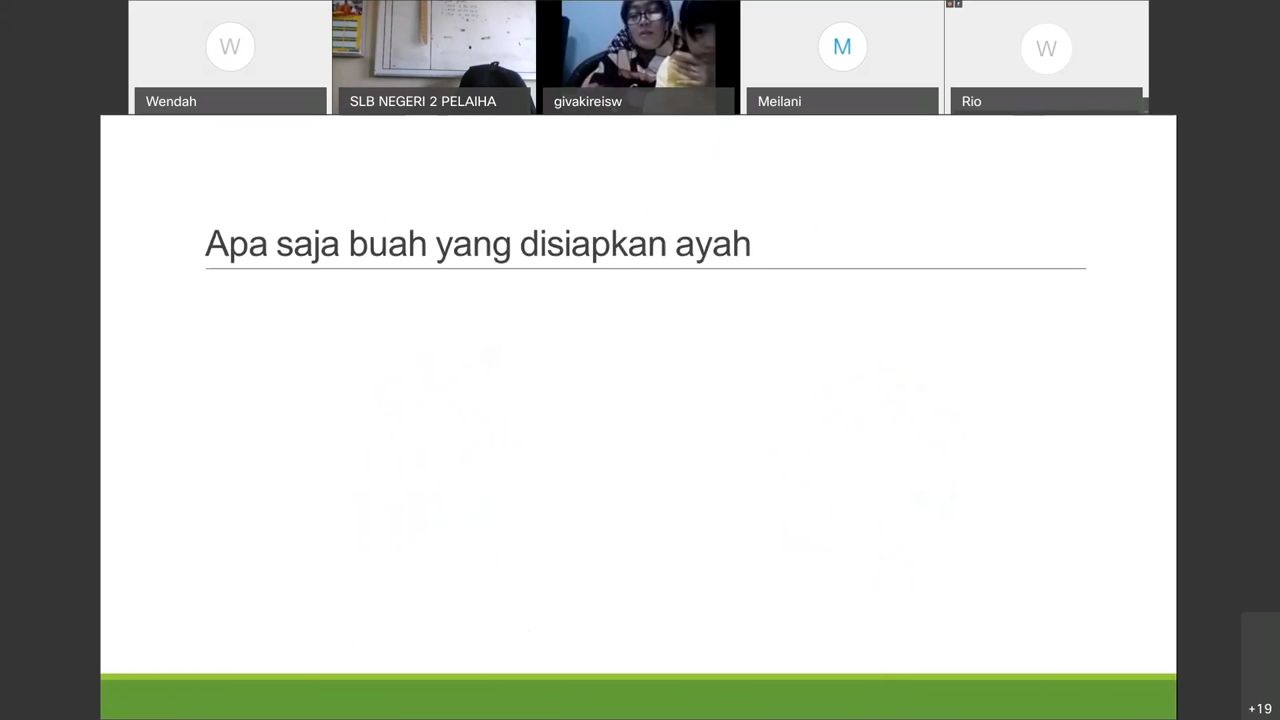 W
M
W
Wendah
SLB NEGERI 2 PELAIHA
givakireisw
Meilani
Rio
Apa saja buah yang disiapkan ayah
+19